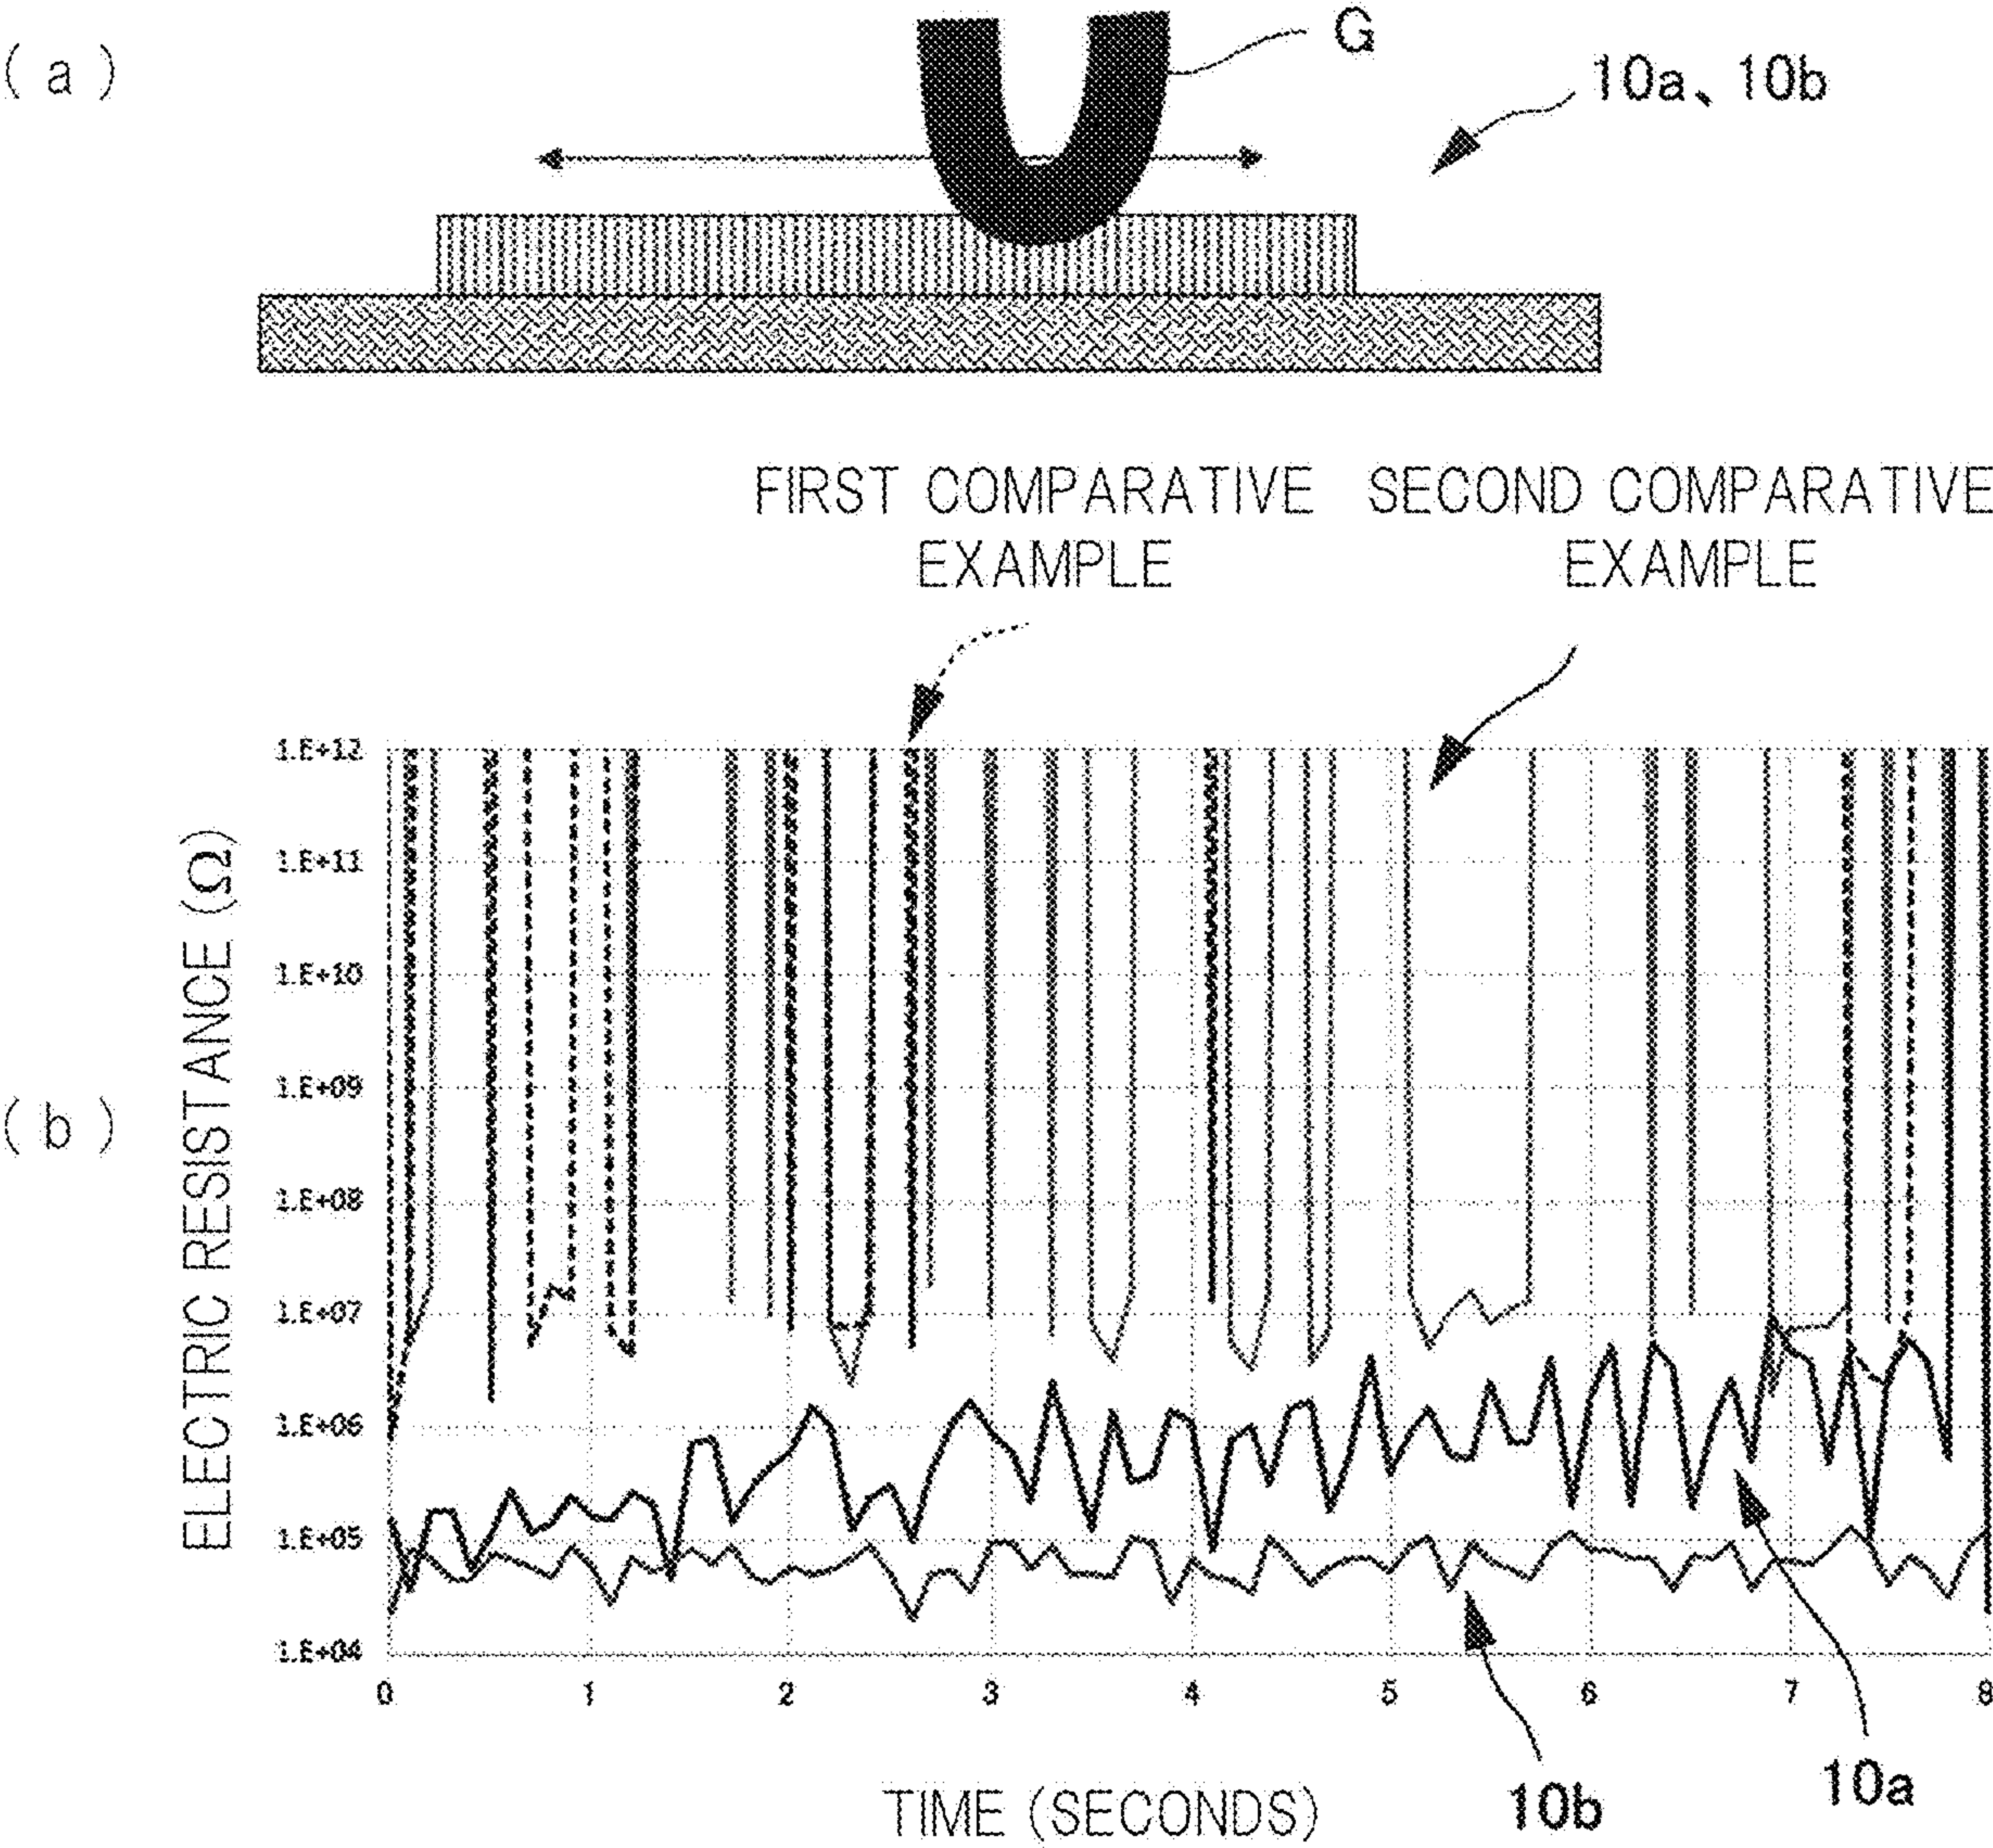 (a)
G
10a、10b
FIRST COMPARATIVE EXAMPLE
SECOND COMPARATIVE EXAMPLE
(b)
ELECTRIC RESISTANCE (Ω)
1.E+12
1.E+11
1.E+10
1.E+09
1.E+08
1.E+07
1.E+06
1.E+05
1.E+04
0 1 2 3 4 5 6 7 8
TIME (SECONDS)
10b
10a